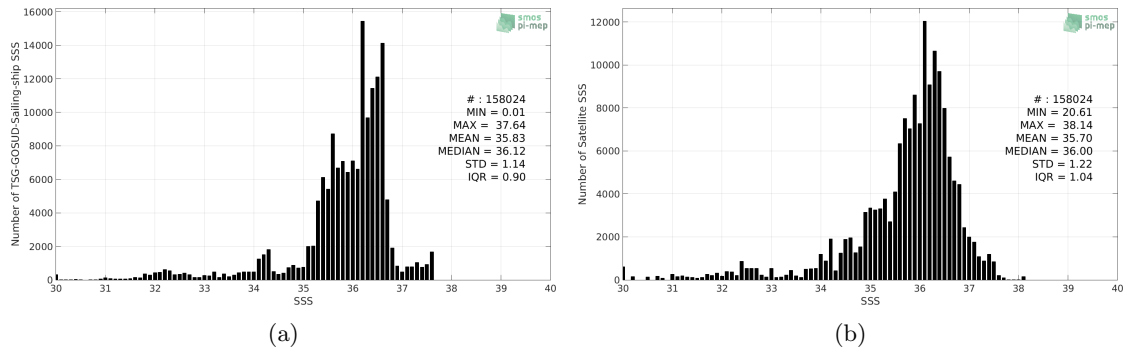 16000
14000
12000
10000
8000
6000
4000
2000
0
30 31 32 33 34 35 36 37 38 39 40
SSS
Number of TSG-GOSUD-Sailing-ship SSS
smos
pi-mep
# : 158024
MIN = 0.01
MAX = 37.64
MEAN = 35.83
MEDIAN = 36.12
STD = 1.14
IQR = 0.90
(a)
12000
10000
8000
6000
4000
2000
0
30 31 32 33 34 35 36 37 38 39 40
SSS
Number of Satellite SSS
smos
pi-mep
# : 158024
MIN = 20.61
MAX = 38.14
MEAN = 35.70
MEDIAN = 36.00
STD = 1.22
IQR = 1.04
(b)